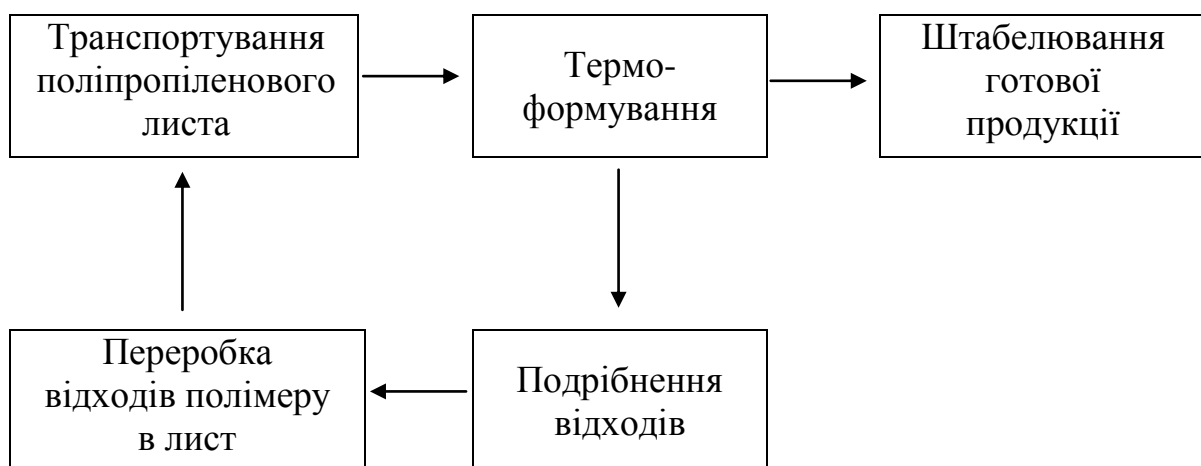 Транспортування
поліпропіленового
листа
Термо-
формування
Штабелювання
готової
продукції
Переробка
відходів полімеру
в лист
Подрібнення
відходів